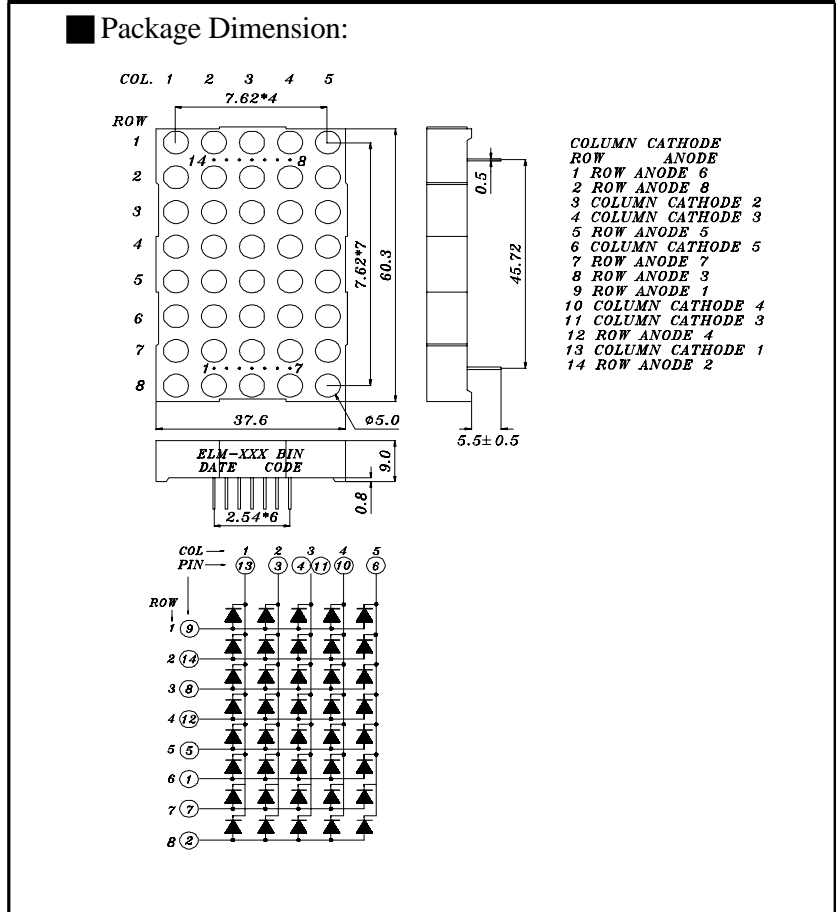 Package Dimension:
COL. 1 2 3 4 5
7.62*4
ROW
1
14 8
2
3
4
5
6
7
1 7
8
7.62*7
60.3
37.6
ø5.0
0.5
45.72
5.5±0.5
COLUMN CATHODE
ROW ANODE
1 ROW ANODE 6
2 ROW ANODE 8
3 COLUMN CATHODE 2
4 COLUMN CATHODE 3
5 ROW ANODE 5
6 COLUMN CATHODE 5
7 ROW ANODE 7
8 ROW ANODE 3
9 ROW ANODE 1
10 COLUMN CATHODE 4
11 COLUMN CATHODE 3
12 ROW ANODE 4
13 COLUMN CATHODE 1
14 ROW ANODE 2
ELM-XXX BIN
DATE CODE
9.0
0.8
2.54*6
COL 1 2 3 4 5
PIN 13 3 4 11 10 6
ROW
1 9
2 14
3 8
4 12
5 5
6 1
7 7
8 2